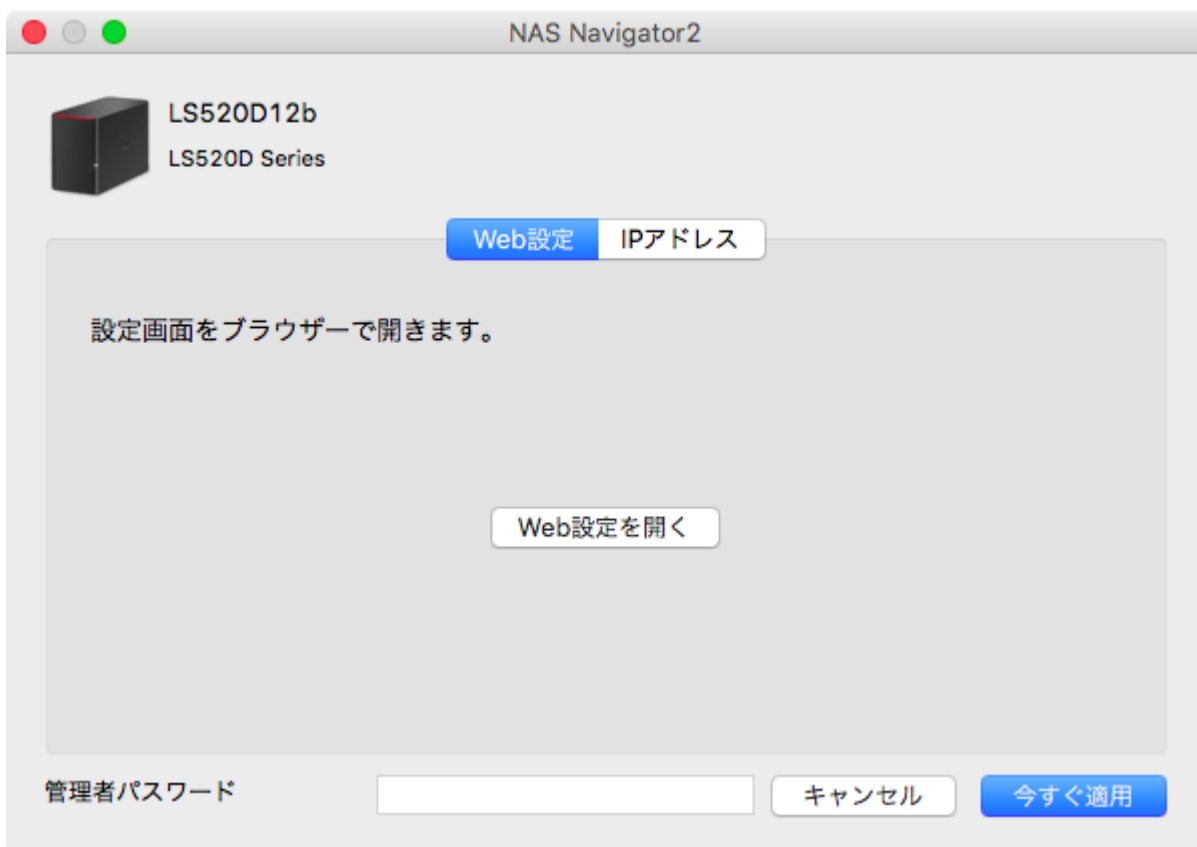 NAS Navigator2
LS520D12b
LS520D Series
Web設定 IPアドレス
設定画面をブラウザーで開きます。
Web設定を開く
管理者パスワード キャンセル 今すぐ適用